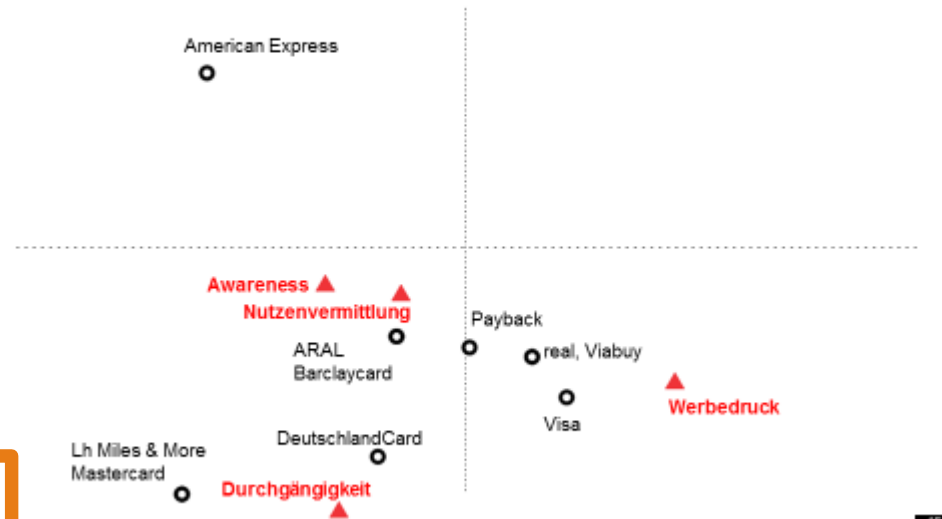 American Express
Awareness
Nutzenvermittlung
Payback
ARAL
Barclaycard
real, Viabuy
Werbedruck
Visa
DeutschlandCard
Lh Miles & More
Mastercard
Durchgängigkeit